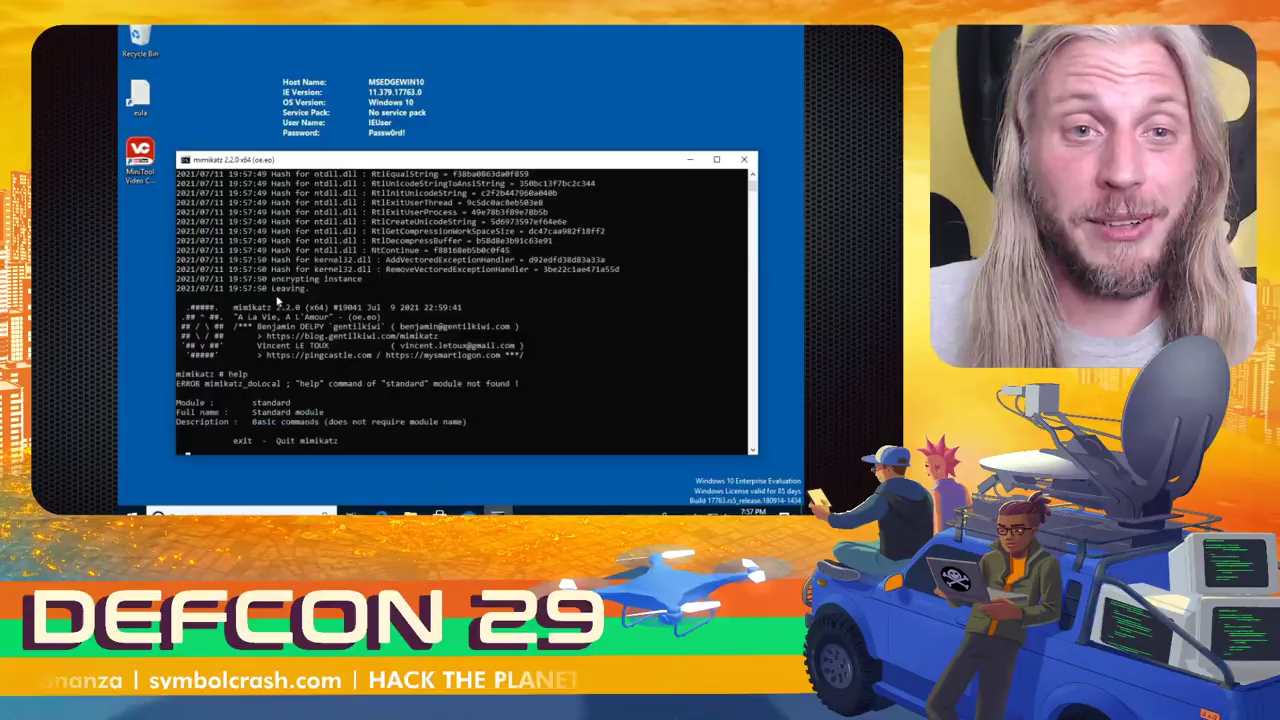 Recycle Bin
eula
MiniTool
Video C...
Host Name: MSEDGEWIN10
IE Version: 11.379.17763.0
OS Version: Windows 10
Service Pack: No service pack
User Name: IEUser
Password: Passw0rd!
mimikatz 2.2.0 x64 (oe.eo)
2021/07/11 19:57:49 Hash for ntdll.dll : RtlEqualString = f38ba0863da0f859
2021/07/11 19:57:49 Hash for ntdll.dll : RtlUnicodeStringToAnsiString = 350bc13f7bc2c344
2021/07/11 19:57:49 Hash for ntdll.dll : RtlInitUnicodeString = c2f2b447960a040b
2021/07/11 19:57:49 Hash for ntdll.dll : RtlExitUserThread = 9c5dc0ac8eb503e8
2021/07/11 19:57:49 Hash for ntdll.dll : RtlExitUserProcess = 49e78b3f89e78b5b
2021/07/11 19:57:49 Hash for ntdll.dll : RtlCreateUnicodeString = 5d6973597ef64e6e
2021/07/11 19:57:49 Hash for ntdll.dll : RtlGetCompressionWorkSpaceSize = dc47caa982f18ff2
2021/07/11 19:57:49 Hash for ntdll.dll : RtlDecompressBuffer = b58d8e3b91c63e91
2021/07/11 19:57:49 Hash for ntdll.dll : NtContinue = f88168eb5b0c0f45
2021/07/11 19:57:50 Hash for kernel32.dll : AddVectoredExceptionHandler = d92edfd38d83a33a
2021/07/11 19:57:50 Hash for kernel32.dll : RemoveVectoredExceptionHandler = 3be22c1ae471a55d
2021/07/11 19:57:50 encrypting instance
2021/07/11 19:57:50 Leaving.
.#####. mimikatz 2.2.0 (x64) #19041 Jul 9 2021 22:59:41
.## ^ ##. "A La Vie, A L'Amour" - (oe.eo)
## / \ ## /*** Benjamin DELPY `gentilkiwi` ( benjamin@gentilkiwi.com )
## \ / ## > https://blog.gentilkiwi.com/mimikatz
'## v ##' Vincent LE TOUX ( vincent.letoux@gmail.com )
'#####' > https://pingcastle.com / https://mysmartlogon.com ***/
mimikatz # help
ERROR mimikatz_doLocal ; "help" command of "standard" module not found !
Module : standard
Full name : Standard module
Description : Basic commands (does not require module name)
exit - Quit mimikatz
Windows 10 Enterprise Evaluation
Windows License valid for 85 days
Build 17763.rs5_release.180914-1434
7:57 PM
DEFCON 29
ananza | symbolcrash.com | HACK THE PLANET